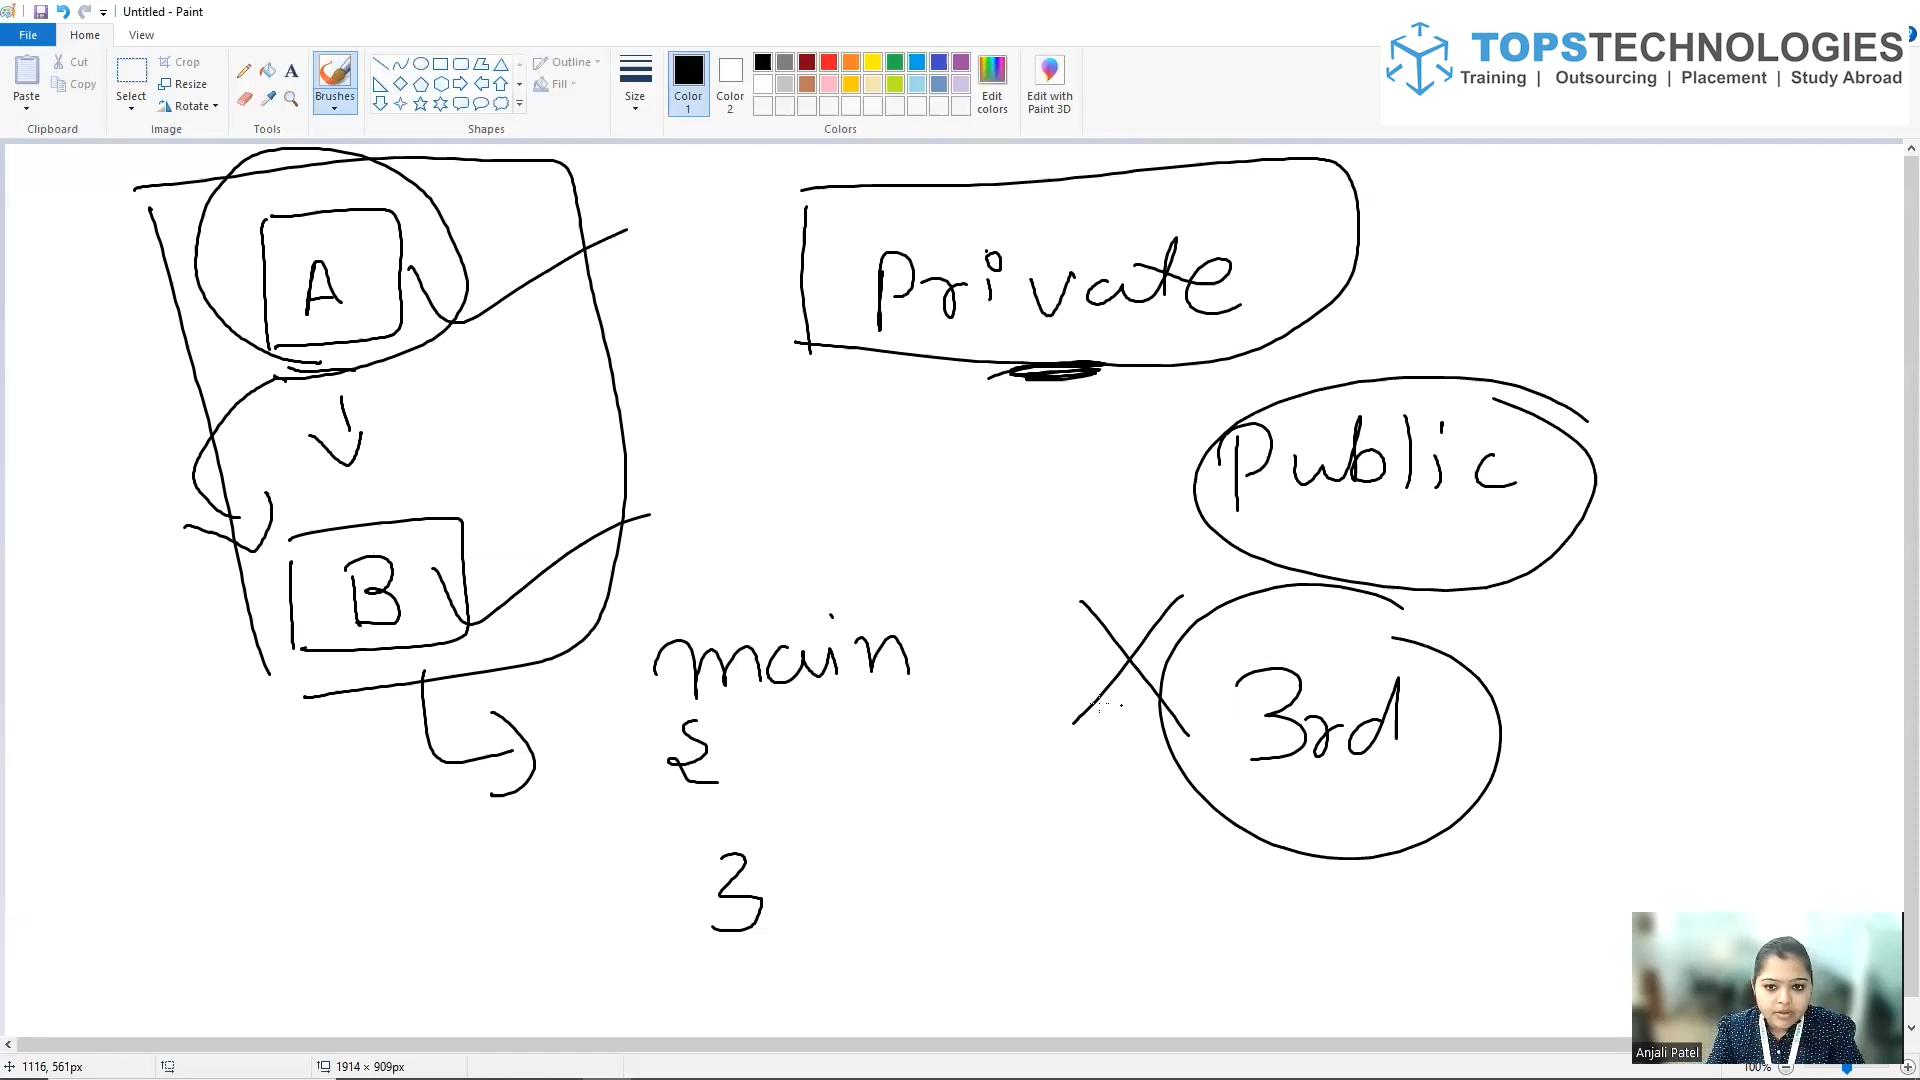 Untitled - Paint
File
Home
View
TOPSTECHNOLOGIES
Training | Outsourcing | Placement | Study Abroad
Paste
Cut
Copy
Clipboard
Select
Crop
Resize
Rotate
Image
A
Tools
Brushes
Outline
Fill
Shapes
Size
Color
1
Color
2
Edit
colors
Edit with
Paint 3D
Colors
A
Private
Public
B
main
3rd
3
Anjali Patel
1116, 561px
1914 × 909px
100%